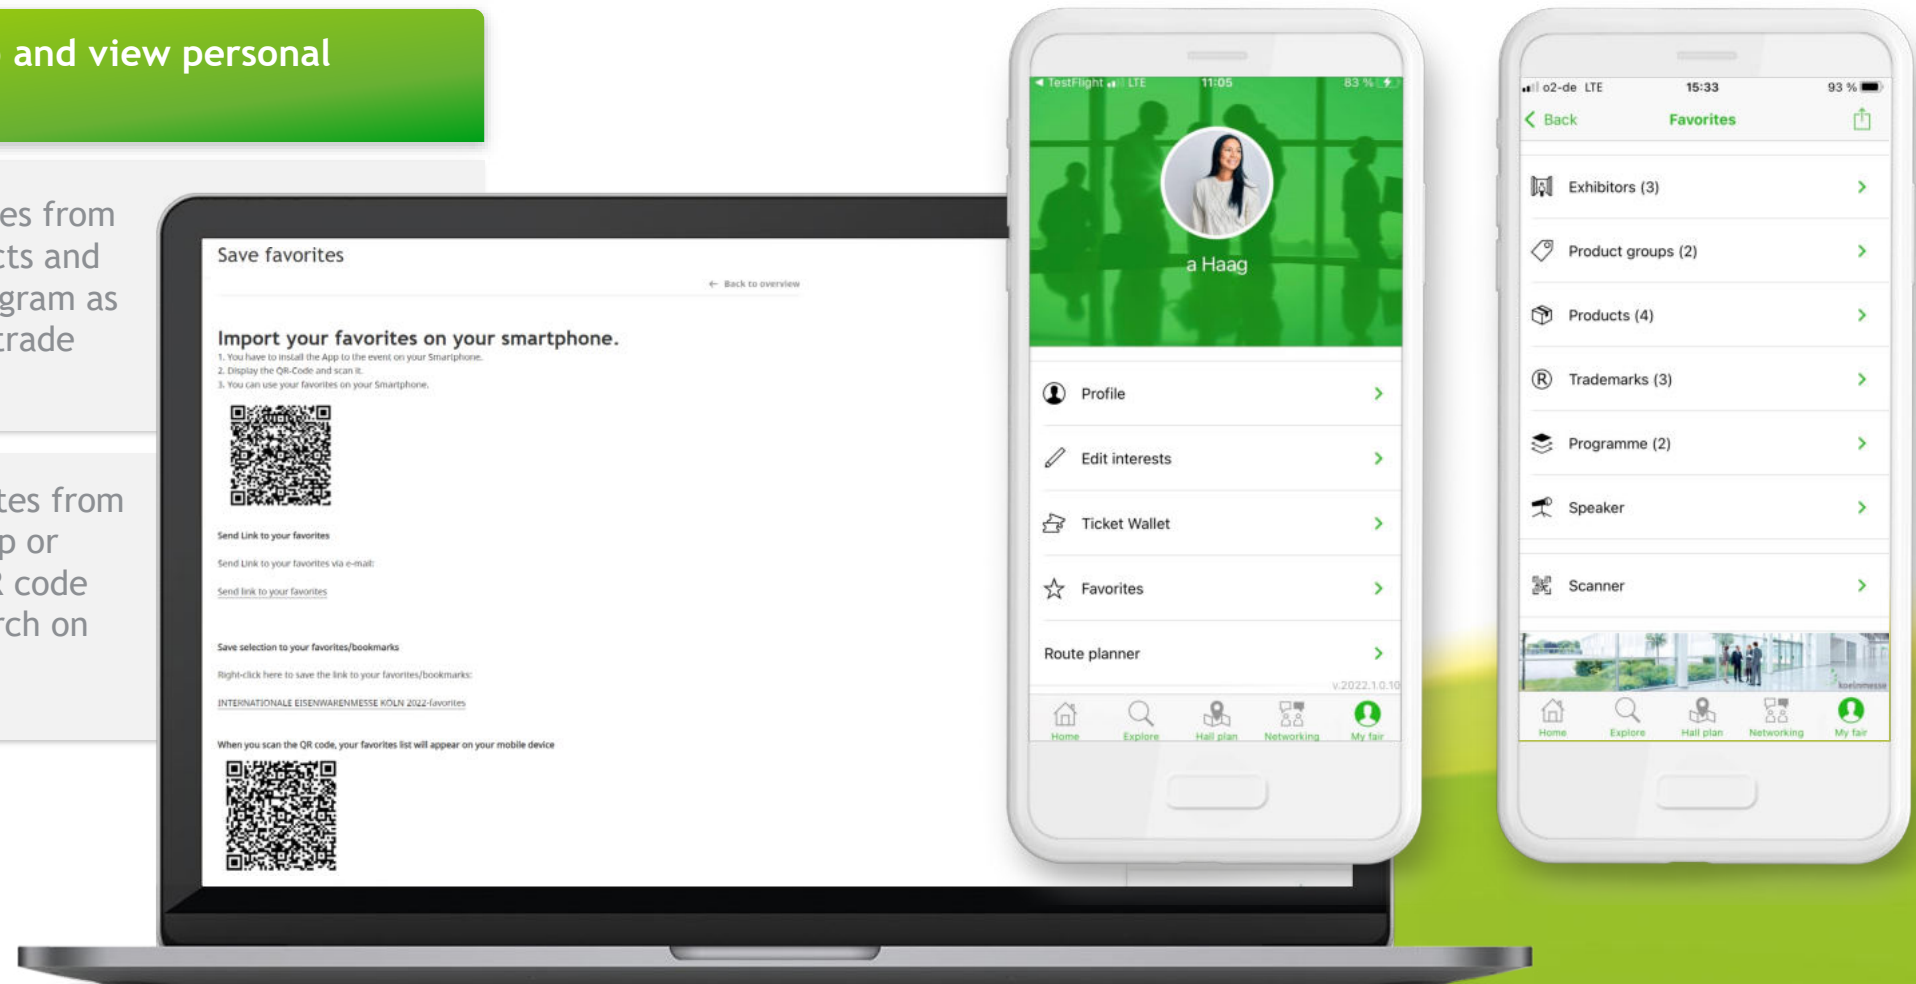 and view personal
es from
cts and
gram as
trade
tes from
p or
R code
rch on
Save favorites
← Back to overview
Import your favorites on your smartphone.
1. You have to install the App to the event on your Smartphone.
2. Display the QR-Code and scan it.
3. You can use your favorites on your Smartphone.
Send Link to your favorites
Send Link to your favorites via e-mail:
Send link to your favorites
Save selection to your favorites/bookmarks
Right-click here to save the link to your favorites/bookmarks:
INTERNATIONALE EISENWARENMESSE KÖLN 2022-favorites
When you scan the QR code, your favorites list will appear on your mobile device
TestFlight LTE 11:05 83 %
a Haag
Profile
Edit interests
Ticket Wallet
Favorites
Route planner
v.2022.1.0.10
Home Explore Hall plan Networking My fair
o2-de LTE 15:33 93 %
Back Favorites
Exhibitors (3)
Product groups (2)
Products (4)
® Trademarks (3)
Programme (2)
Speaker
Scanner
koelnmesse
Home Explore Hall plan Networking My fair